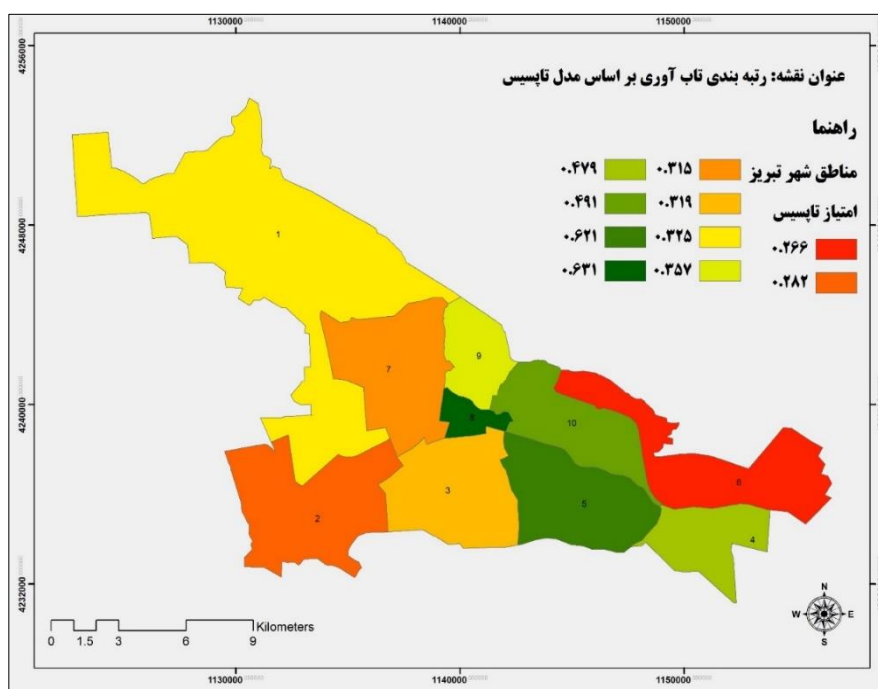 1130000 1140000 1150000
4256000
4248000
4240000
4232000
عنوان نقشه: رتبه بندی تاب آوری بر اساس مدل تاپسیس
راهنما
مناطق شهر تبریز
امتیاز تاپسیس
۰.۲۶۶
۰.۲۸۲
۰.۳۱۵
۰.۳۱۹
۰.۳۲۵
۰.۳۵۷
۰.۴۷۹
۰.۴۹۱
۰.۶۲۱
۰.۶۳۱
1
7
9
10
6
3
5
2
4
Kilometers
0 1.5 3 6 9
N
W E
S
1130000 1140000 1150000